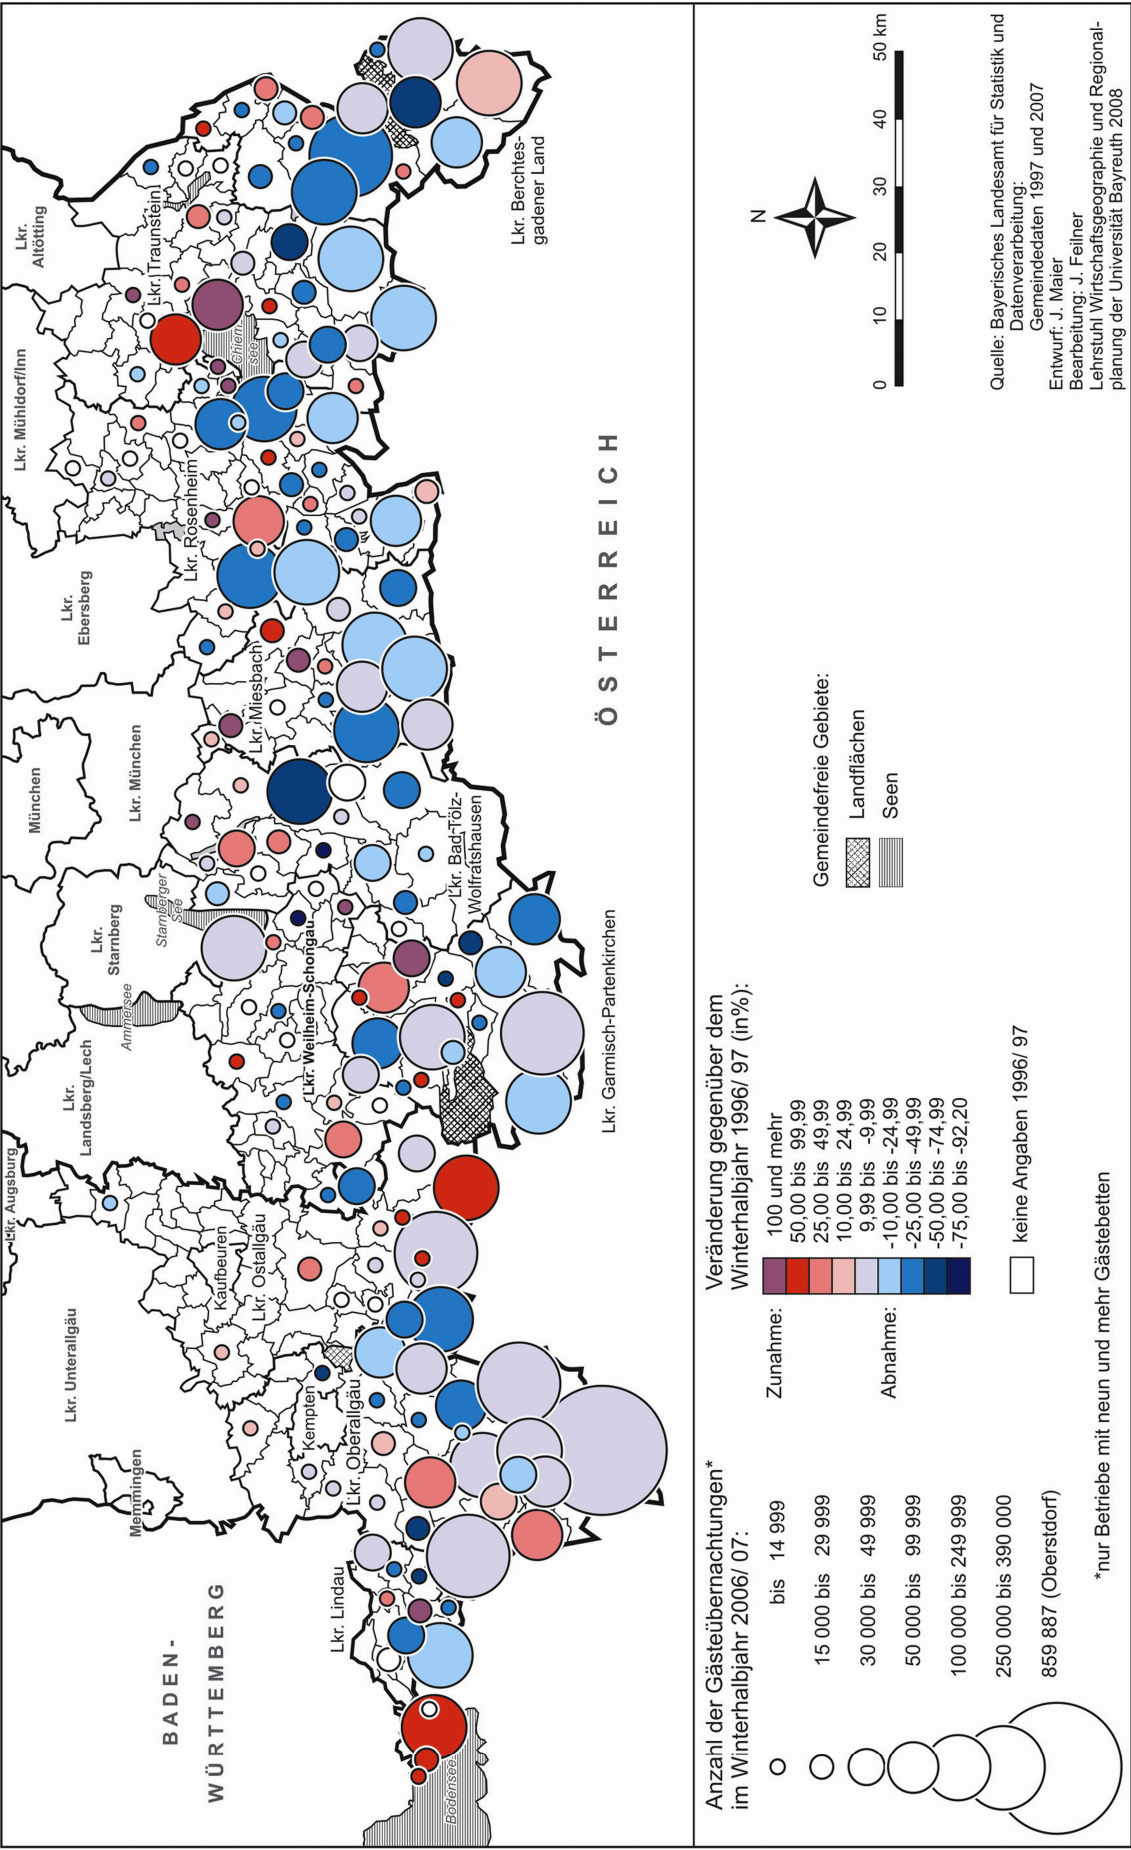 BADEN-
WÜRTTEMBERG
Memmingen
Lkr. Unterallgäu
Lkr. Augsburg
Lkr.
Landsberg/Lech
Ammersee
Lkr.
Starnberg
Starnberger
See
München
Lkr. München
Lkr.
Ebersberg
Lkr. Mühldorf/Inn
Lkr.
Altötting
Lkr. Lindau
Bodensee
Kempten
Lkr. Oberallgäu
Kaufbeuren
Lkr. Ostallgäu
Lkr. Weilheim-Schongau
Lkr. Garmisch-Partenkirchen
Lkr. Bad-Tölz-
Wolfratshausen
Lkr. Miesbach
Lkr. Rosenheim
Chiem-
see
Lkr. Traunstein
Lkr. Berchtes-
gadener Land
ÖSTERREICH
Anzahl der Gästeübernachtungen*
im Winterhalbjahr 2006/ 07:
bis 14 999
15 000 bis 29 999
30 000 bis 49 999
50 000 bis 99 999
100 000 bis 249 999
250 000 bis 390 000
859 887 (Oberstdorf)
*nur Betriebe mit neun und mehr Gästebetten
Veränderung gegenüber dem
Winterhalbjahr 1996/ 97 (in%):
Zunahme:
100 und mehr
50,00 bis 99,99
25,00 bis 49,99
10,00 bis 24,99
9,99 bis -9,99
Abnahme:
-10,00 bis -24,99
-25,00 bis -49,99
-50,00 bis -74,99
-75,00 bis -92,20
keine Angaben 1996/ 97
Gemeindefreie Gebiete:
Landflächen
Seen
N
0 10 20 30 40 50 km
Quelle: Bayerisches Landesamt für Statistik und
Datenverarbeitung:
Gemeindedaten 1997 und 2007
Entwurf: J. Maier
Bearbeitung: J. Feilner
Lehrstuhl Wirtschaftsgeographie und Regional-
planung der Universität Bayreuth 2008